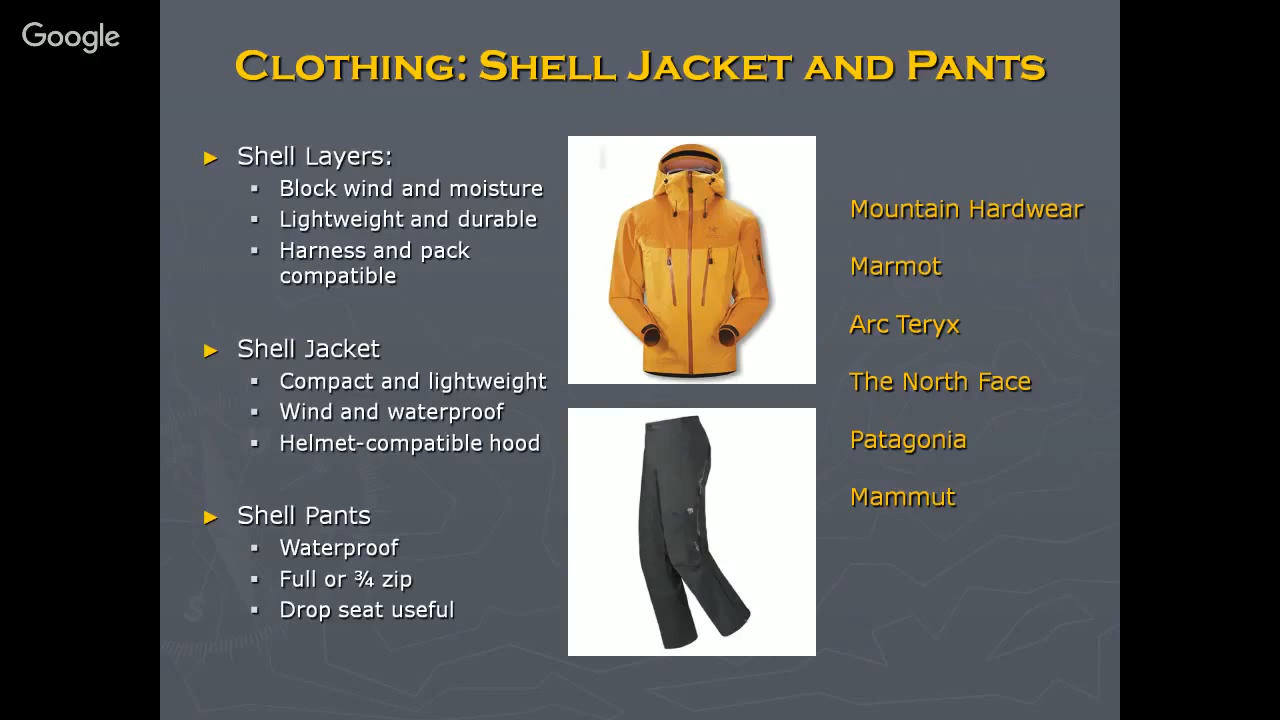 Google
CLOTHING: SHELL JACKET AND PANTS
► Shell Layers:
▪ Block wind and moisture
▪ Lightweight and durable
▪ Harness and pack
compatible
► Shell Jacket
▪ Compact and lightweight
▪ Wind and waterproof
▪ Helmet-compatible hood
► Shell Pants
▪ Waterproof
▪ Full or ¾ zip
▪ Drop seat useful
Mountain Hardwear
Marmot
Arc Teryx
The North Face
Patagonia
Mammut
S